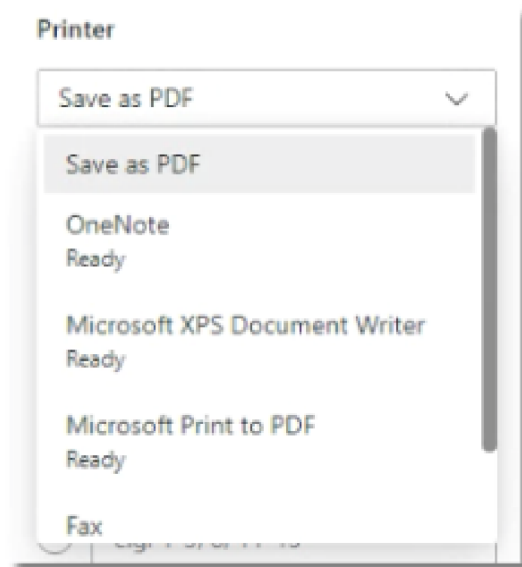 Printer
Save as PDF
Save as PDF
OneNote
Ready
Microsoft XPS Document Writer
Ready
Microsoft Print to PDF
Ready
Fax